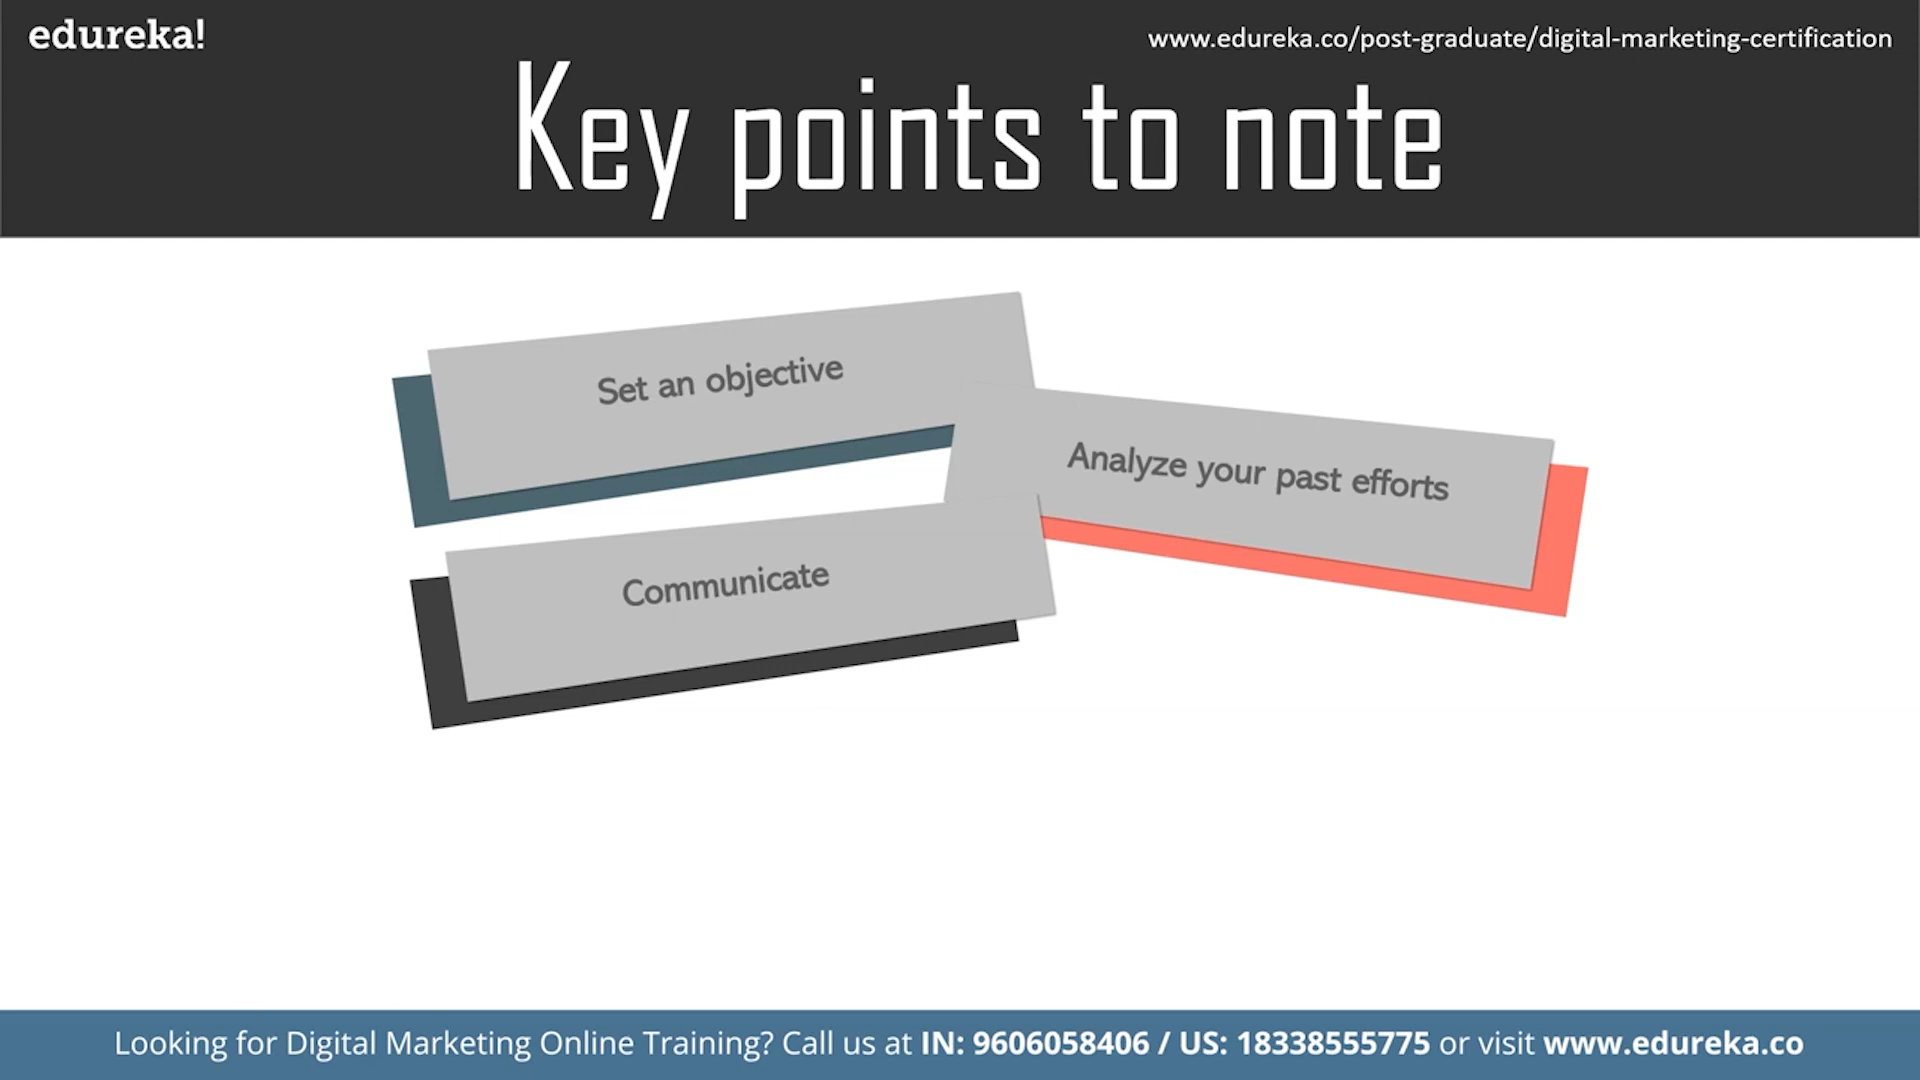 edureka!
www.edureka.co/post-graduate/digital-marketing-certification
Key points to note
Set an objective
Analyze your past efforts
Communicate
Looking for Digital Marketing Online Training? Call us at IN: 9606058406 / US: 18338555775 or visit www.edureka.co